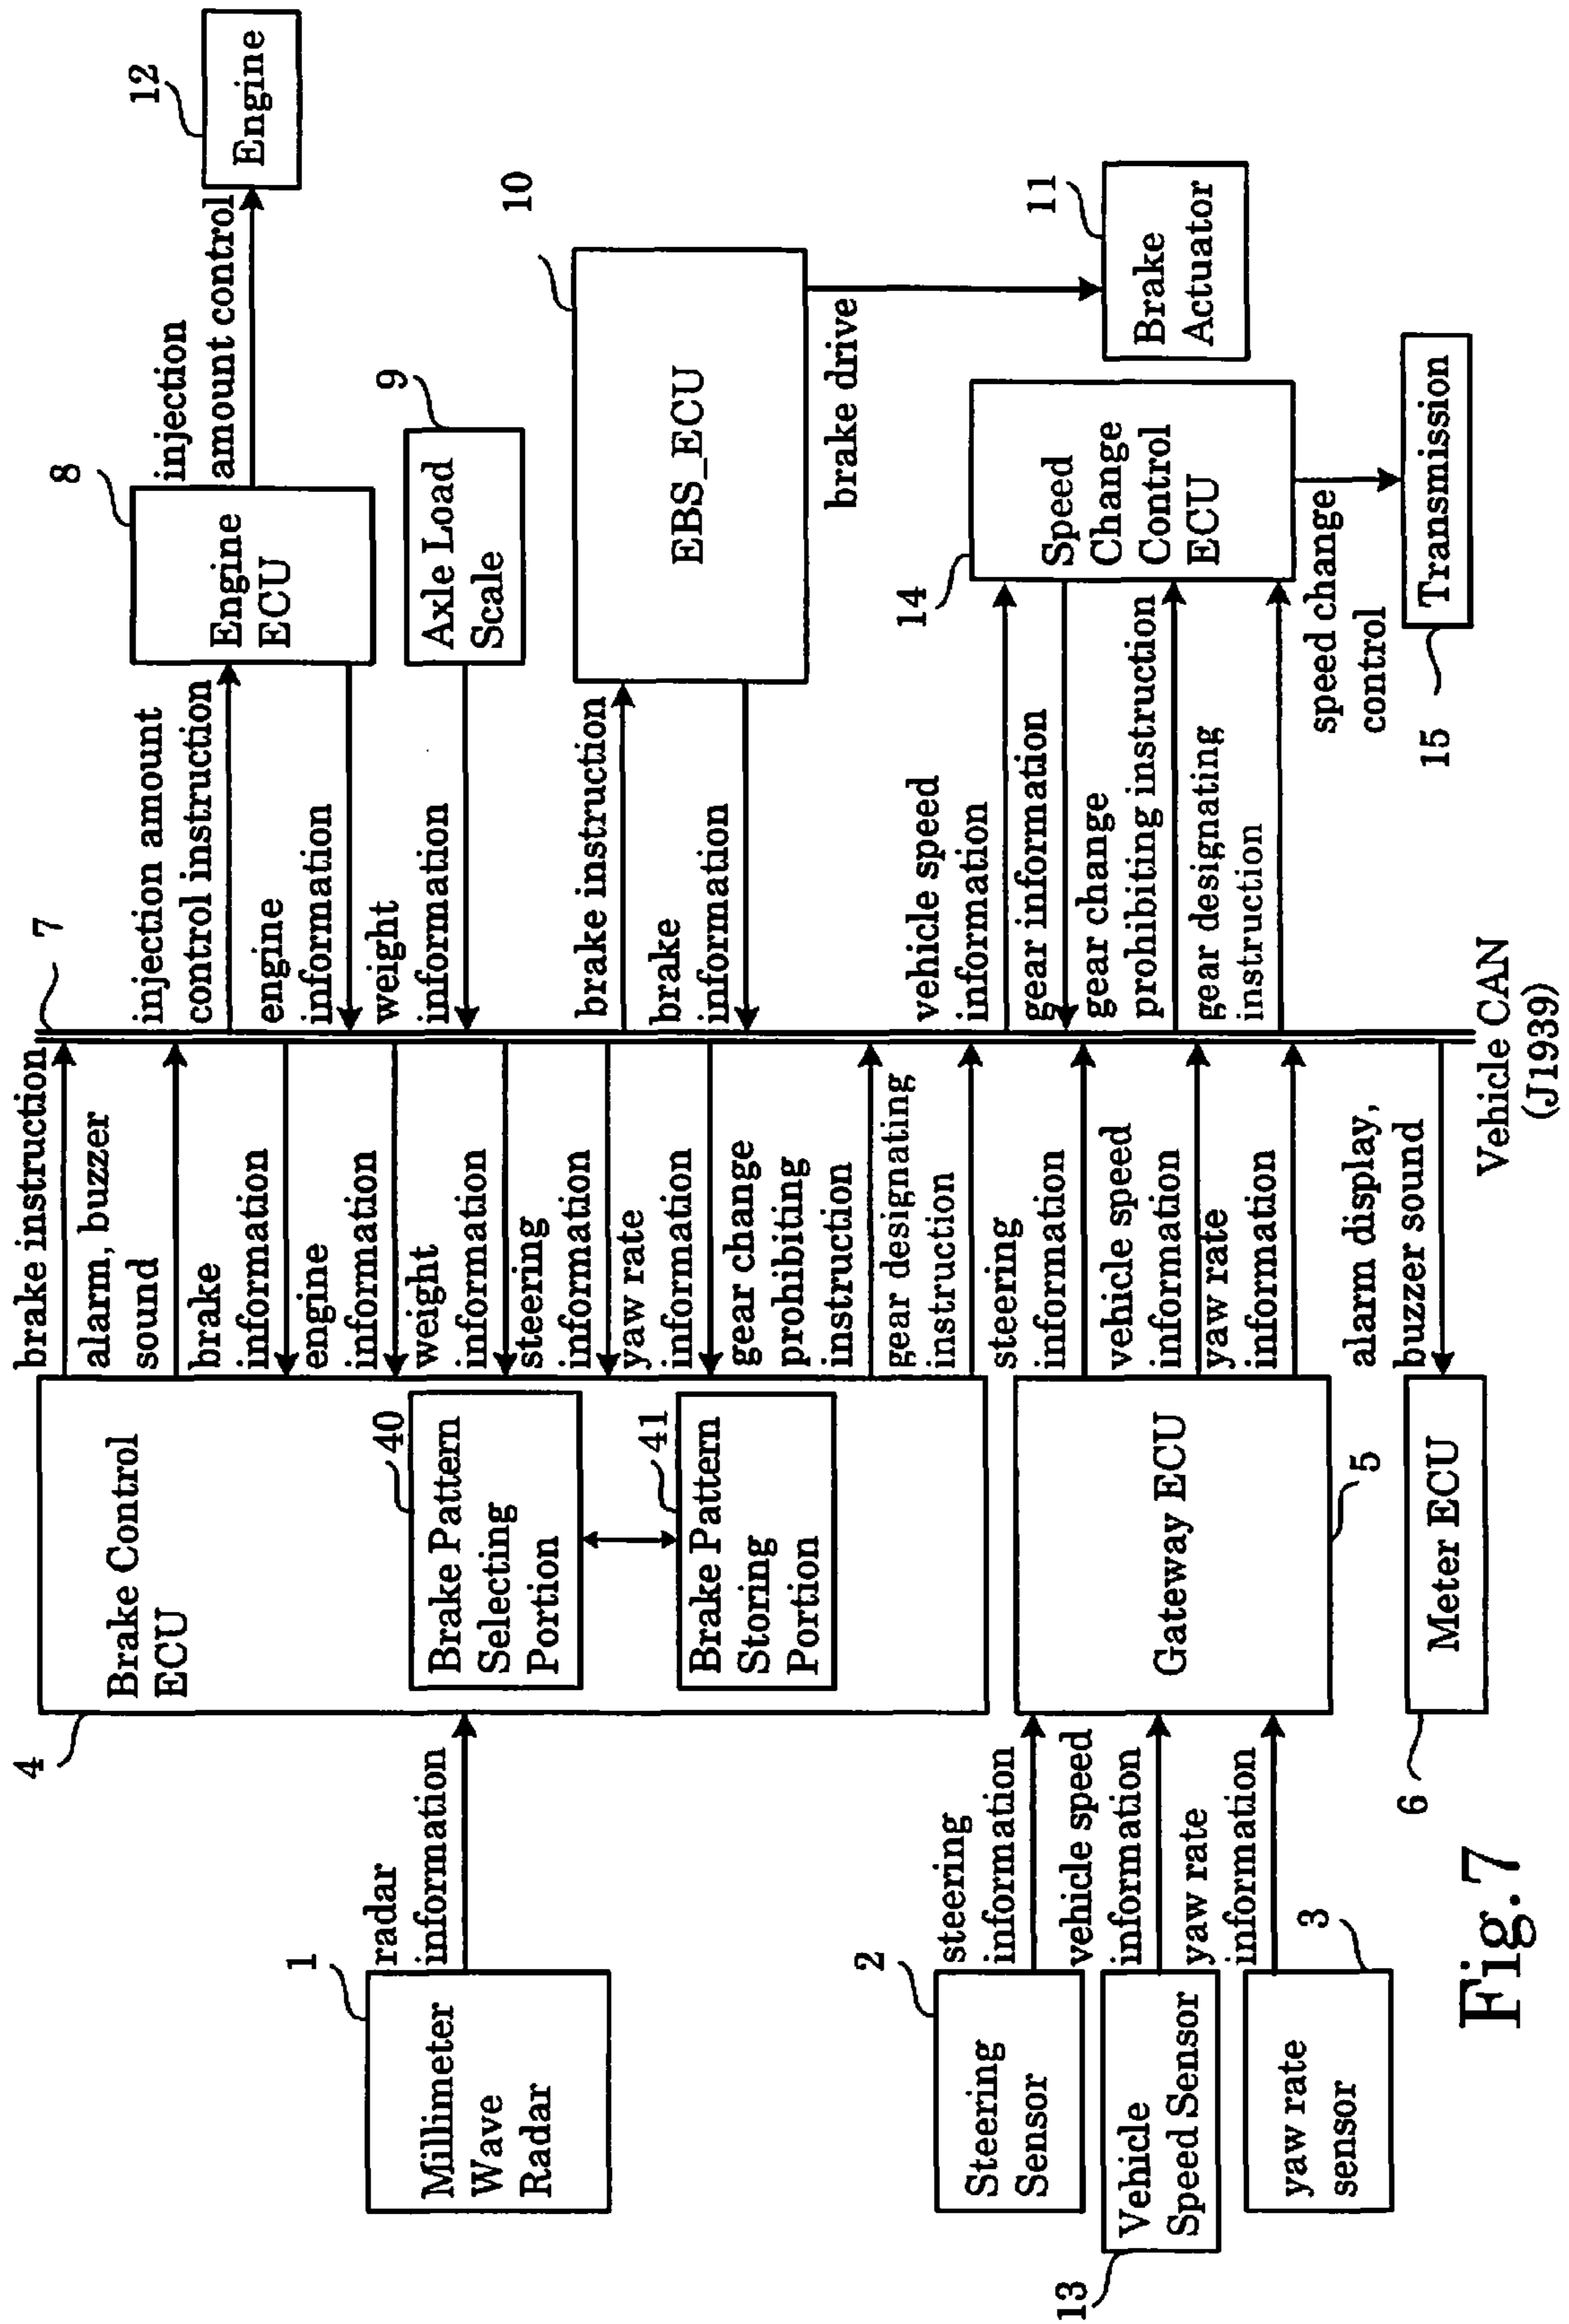 1
Millimeter
Wave
Radar
radar
information
4
Brake Control
ECU
40
Brake Pattern
Selecting
Portion
41
Brake Pattern
Storing
Portion
brake instruction
alarm, buzzer
sound
brake
information
engine
information
weight
information
steering
information
yaw rate
information
gear change
prohibiting
instruction
gear designating
instruction
2
Steering
Sensor
steering
information
13
Vehicle
Speed Sensor
vehicle speed
information
3
yaw rate
sensor
yaw rate
information
Gateway ECU
5
steering
information
vehicle speed
information
yaw rate
information
6
Meter ECU
alarm display,
buzzer sound
7
Vehicle CAN
(J1939)
injection amount
control instruction
engine
information
8
Engine
ECU
injection
amount control
12
Engine
weight
information
9
Axle Load
Scale
brake instruction
brake
information
10
EBS_ECU
brake drive
11
Brake
Actuator
vehicle speed
information
gear information
gear change
prohibiting instruction
gear designating
instruction
14
Speed
Change
Control
ECU
speed change
control
15
Transmission
Fig.7